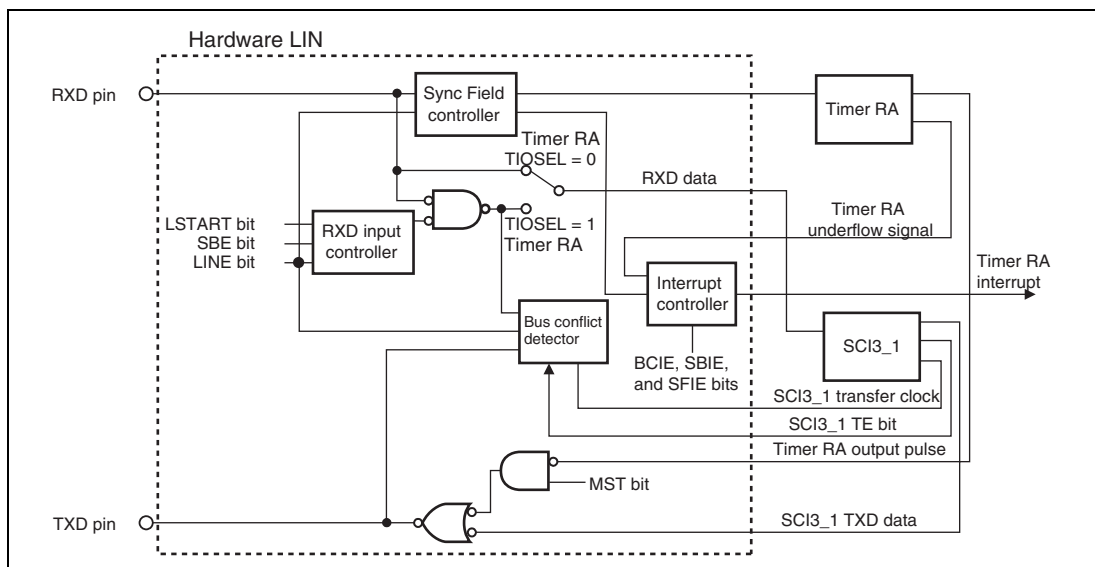 Hardware LIN
RXD pin
Sync Field
controller
Timer RA
Timer RA
TIOSEL = 0
RXD data
LSTART bit
SBE bit
LINE bit
RXD input
controller
TIOSEL = 1
Timer RA
Timer RA
underflow signal
Interrupt
controller
Timer RA
interrupt
Bus conflict
detector
BCIE, SBIE,
and SFIE bits
SCI3_1
SCI3_1 transfer clock
SCI3_1 TE bit
Timer RA output pulse
MST bit
TXD pin
SCI3_1 TXD data